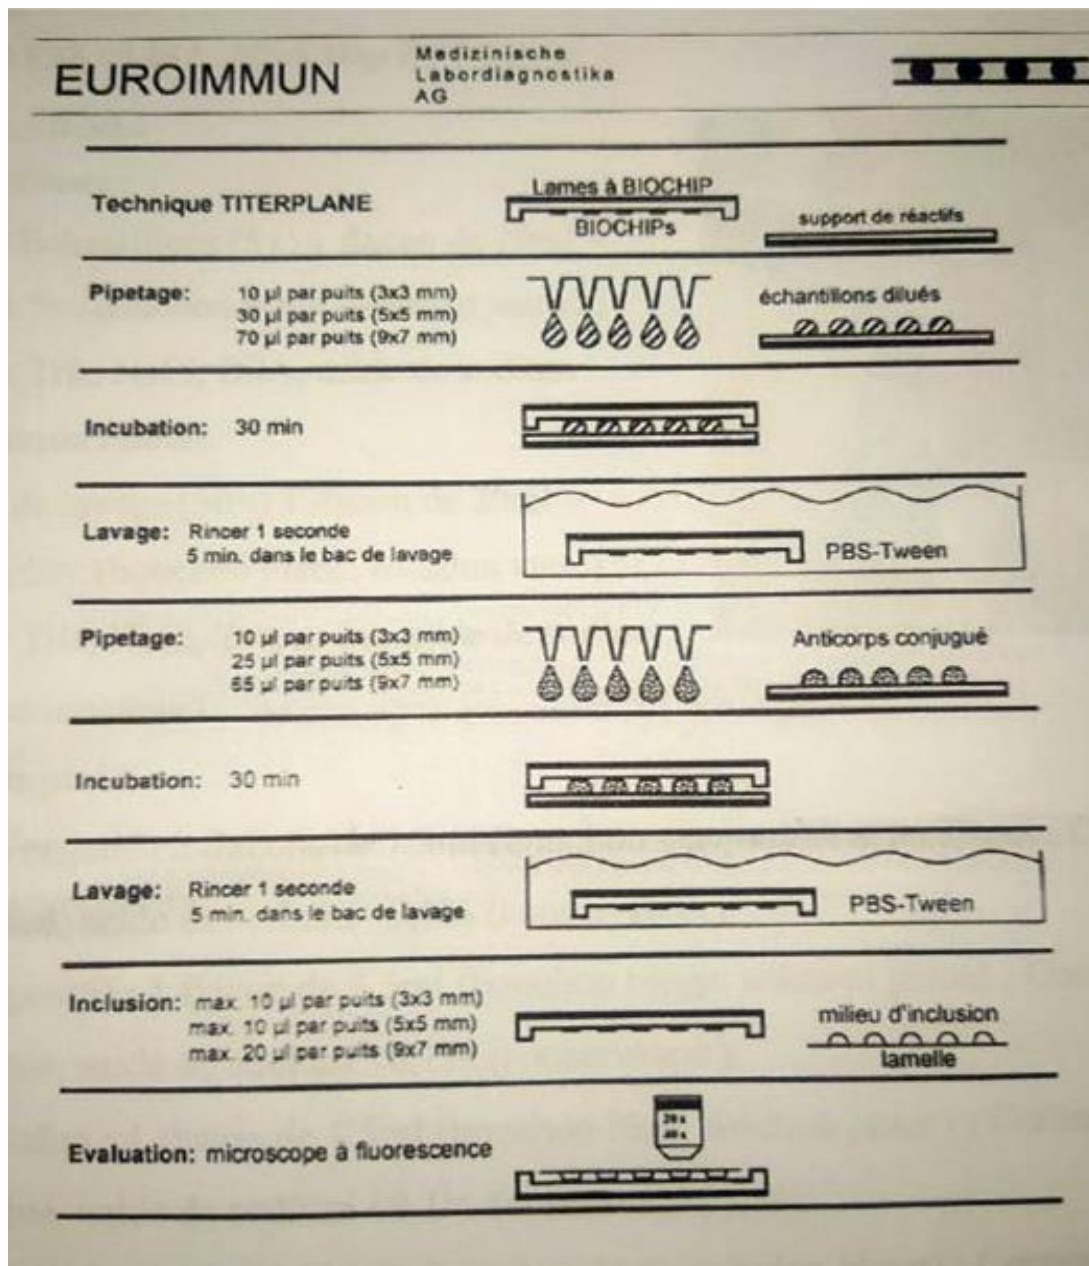 EUROIMMUN
Medizinische
Labordiagnostika
AG
Technique TITERPLANE
Lames à BIOCHIP
BIOCHIPs
support de réactifs
Pipetage: 10 µl par puits (3x3 mm)
30 µl par puits (5x5 mm)
70 µl par puits (9x7 mm)
échantillons dilués
Incubation: 30 min
Lavage: Rincer 1 seconde
5 min. dans le bac de lavage
PBS-Tween
Pipetage: 10 µl par puits (3x3 mm)
25 µl par puits (5x5 mm)
65 µl par puits (9x7 mm)
Anticorps conjugué
Incubation: 30 min
Lavage: Rincer 1 seconde
5 min. dans le bac de lavage
PBS-Tween
Inclusion: max. 10 µl par puits (3x3 mm)
max. 10 µl par puits (5x5 mm)
max. 20 µl par puits (9x7 mm)
milieu d'inclusion
lamelle
Evaluation: microscope à fluorescence
20 x
40 x